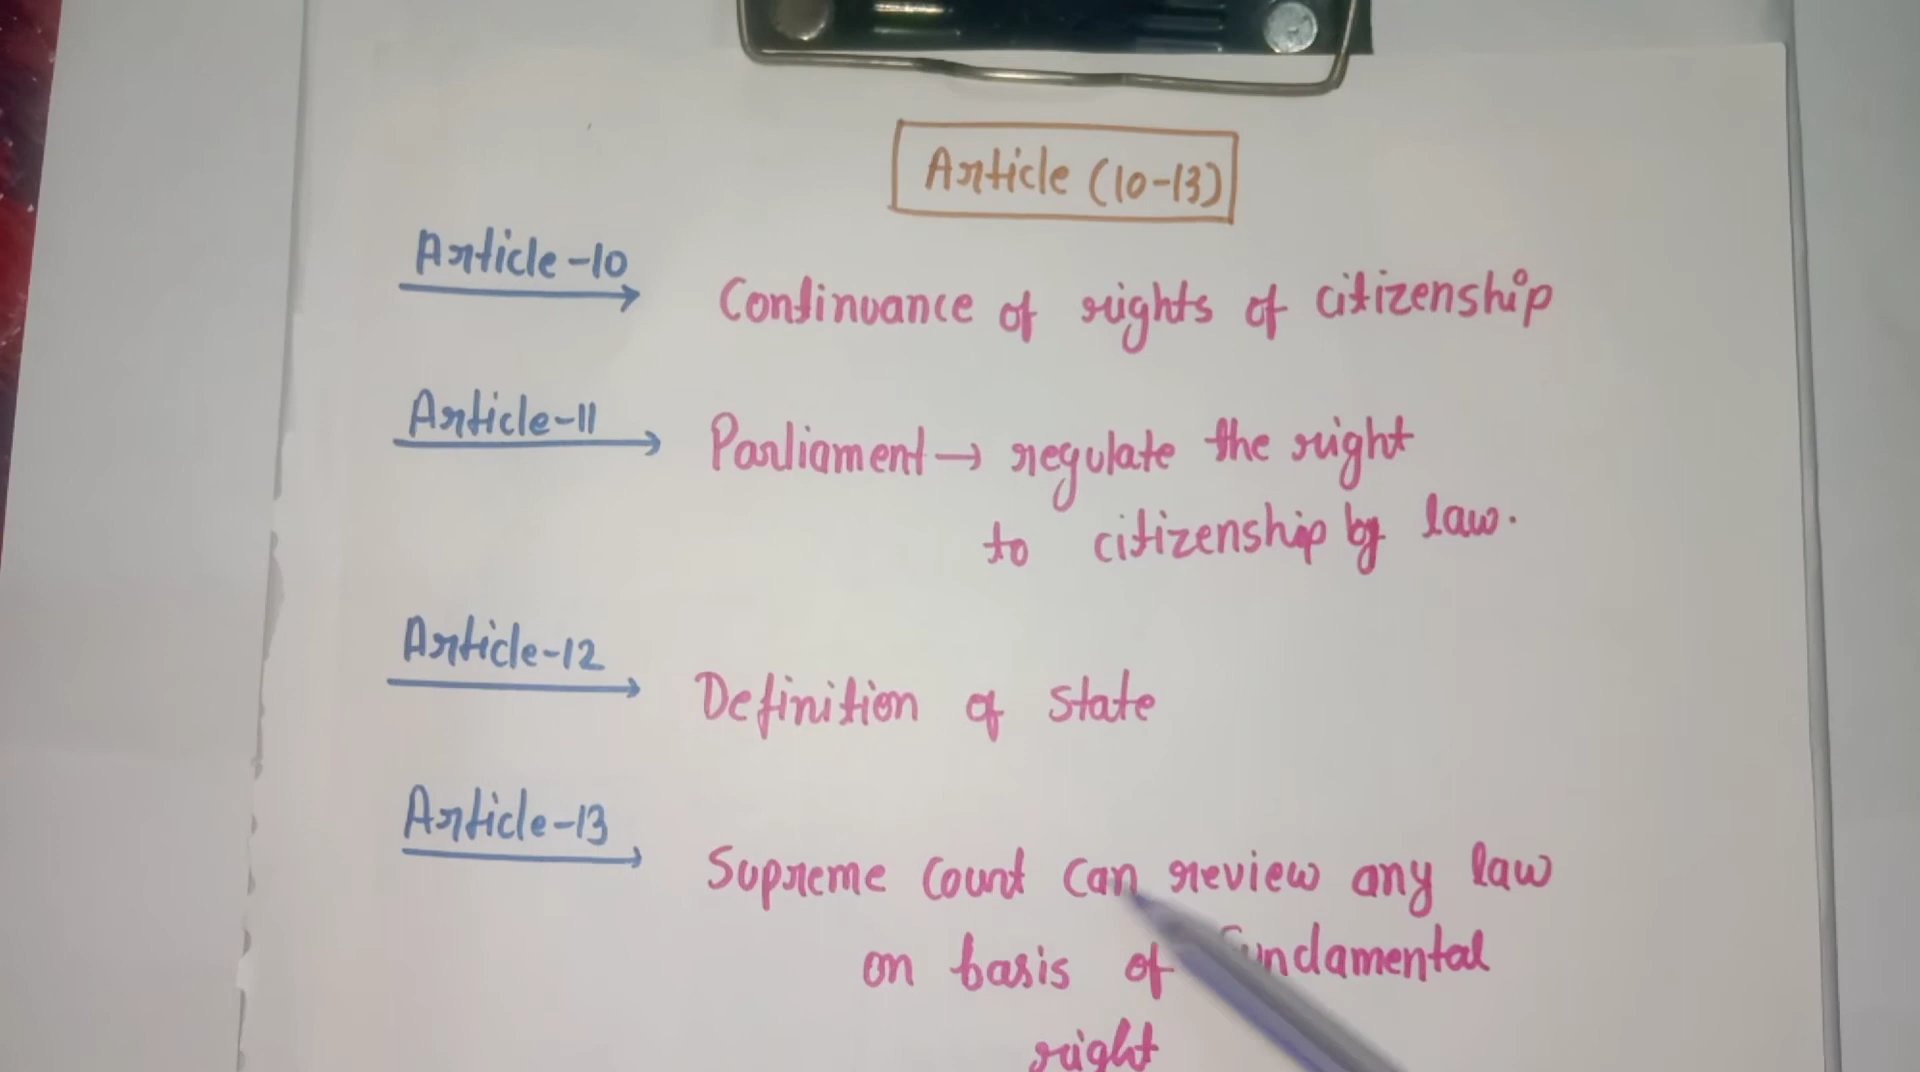 Article (10-13)
Article-10
Continuance of rights of citizenship
Article-11
Parliament → regulate the right
to citizenship by law.
Article-12
Definition of state
Article-13
Supreme Court can review any law
on basis of fundamental
right